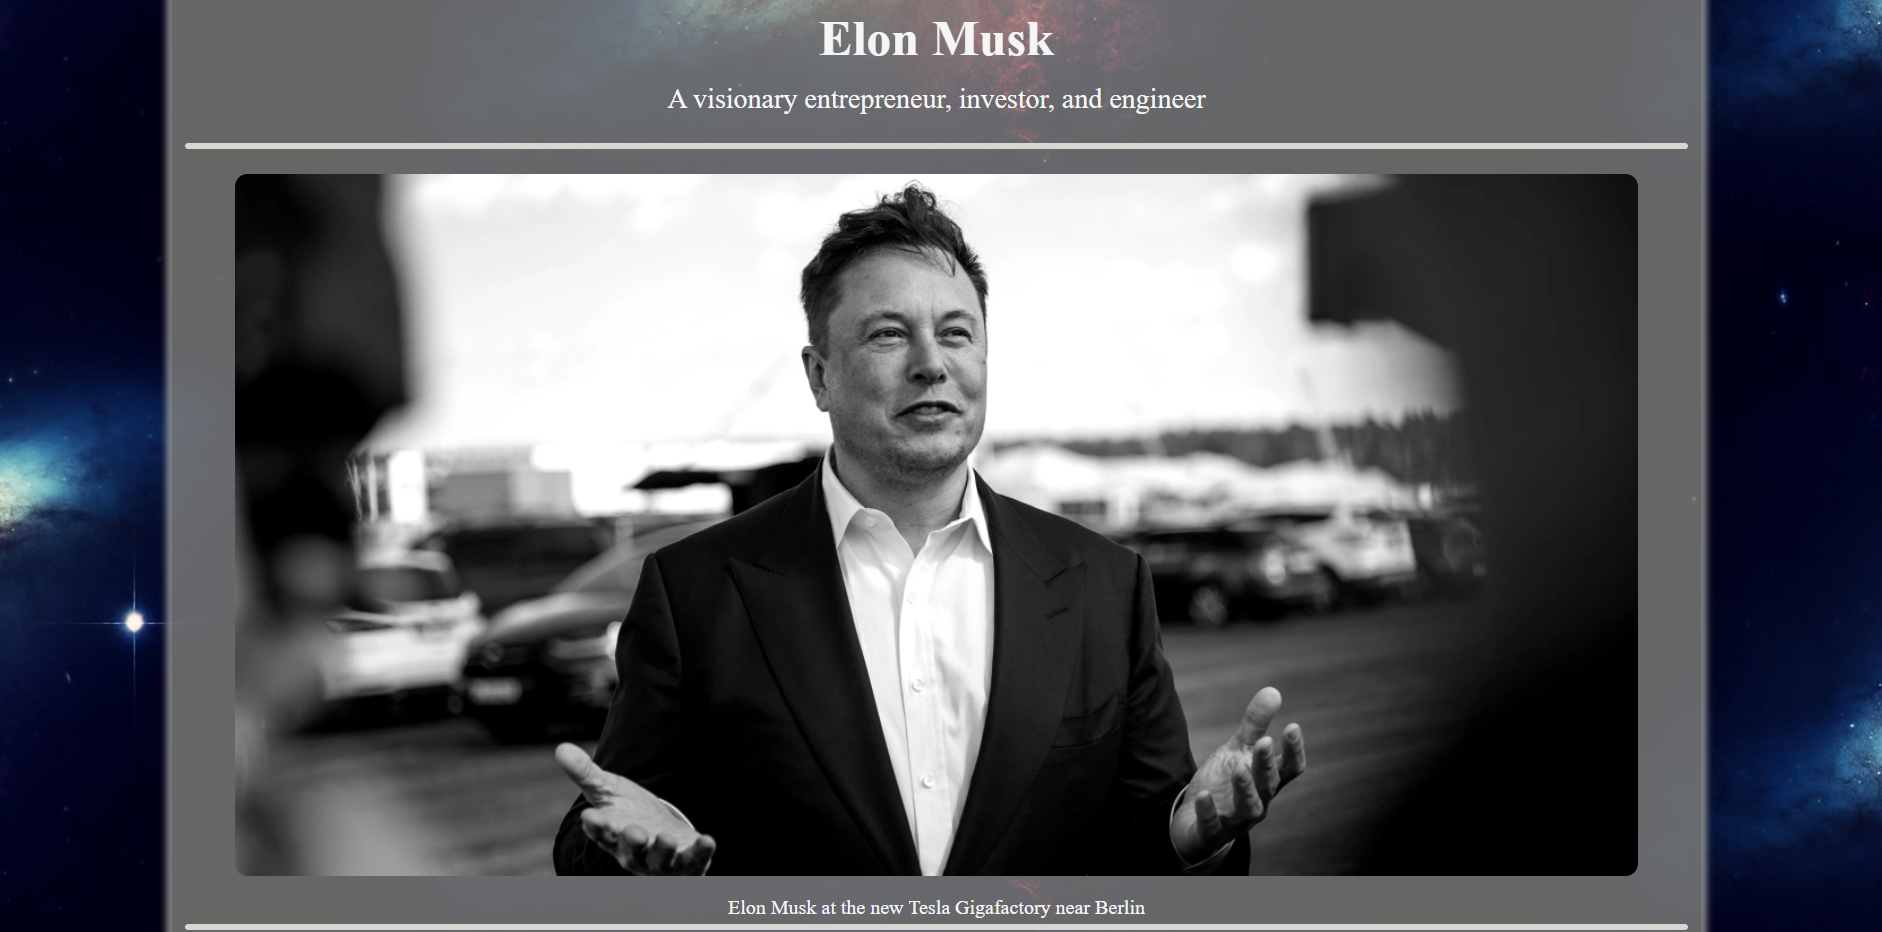 Elon Musk
A visionary entrepreneur, investor, and engineer
Elon Musk at the new Tesla Gigafactory near Berlin